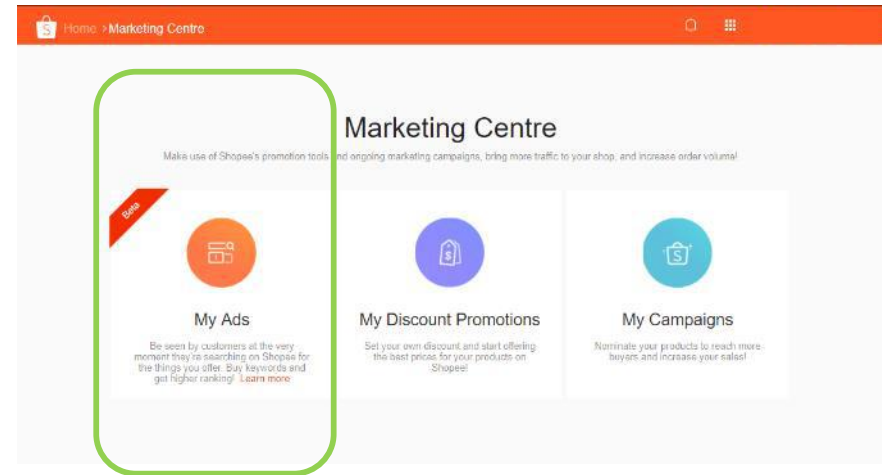 S Home >Marketing Centre
Marketing Centre
Make use of Shopee's promotion tools and ongoing marketing campaigns, bring more traffic to your shop, and increase order volume!
Beta
My Ads
Be seen by customers at the very
moment they're searching on Shopee for
the things you offer. Buy keywords and
get higher ranking! Learn more
$
My Discount Promotions
Set your own discount and start offering
the best prices for your products on
Shopee!
S
My Campaigns
Nominate your products to reach more
buyers and increase your sales!